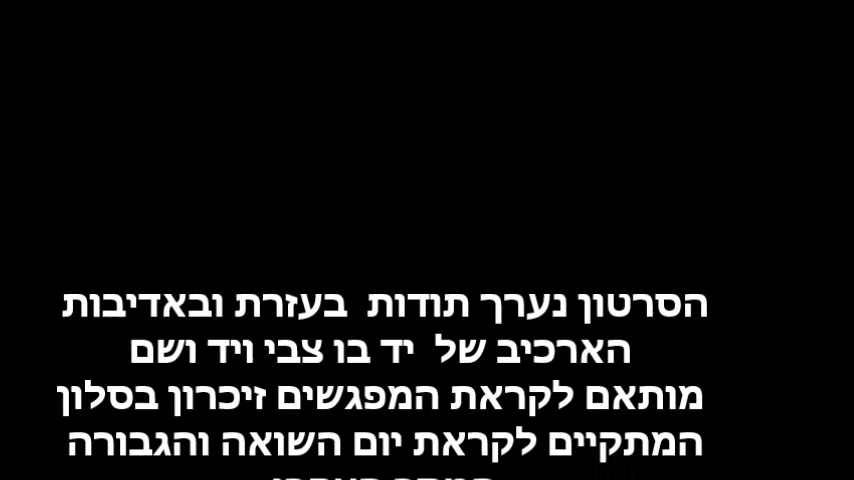 הסרטון נערך תודות בעזרת ובאדיבות
הארכיב של יד בו צבי ויד ושם
מותאם לקראת המפגשים זיכרון בסלון
המתקיים לקראת יום השואה והגבורה